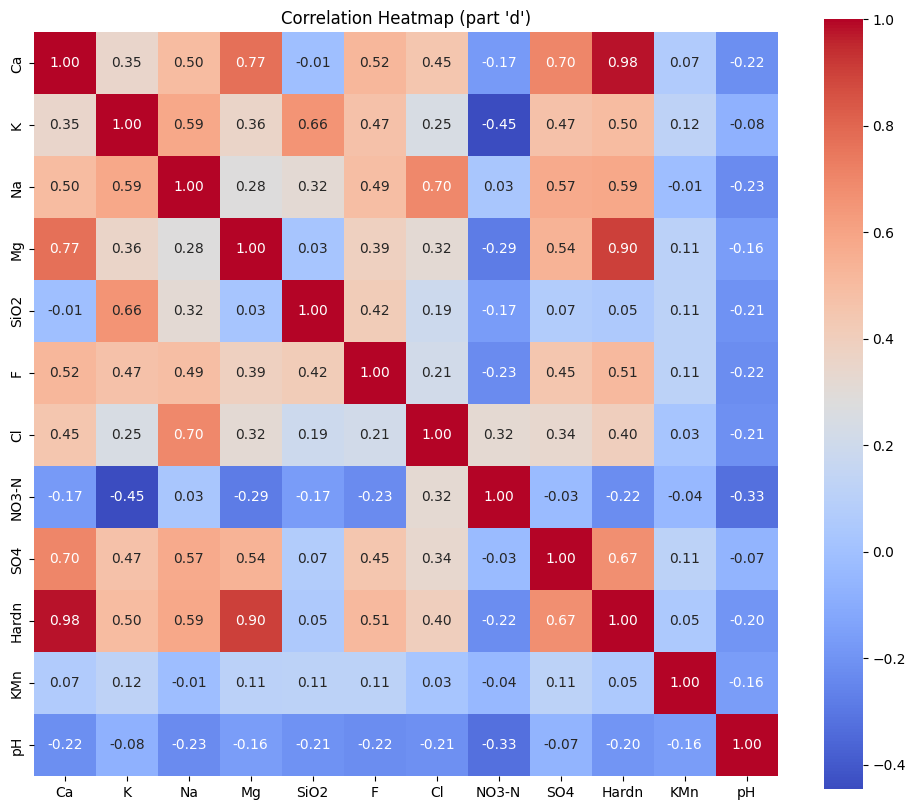 Correlation Heatmap (part 'd')
Ca 1.00 0.35 0.50 0.77 -0.01 0.52 0.45 -0.17 0.70 0.98 0.07 -0.22
K 0.35 1.00 0.59 0.36 0.66 0.47 0.25 -0.45 0.47 0.50 0.12 -0.08
Na 0.50 0.59 1.00 0.28 0.32 0.49 0.70 0.03 0.57 0.59 -0.01 -0.23
Mg 0.77 0.36 0.28 1.00 0.03 0.39 0.32 -0.29 0.54 0.90 0.11 -0.16
SiO2 -0.01 0.66 0.32 0.03 1.00 0.42 0.19 -0.17 0.07 0.05 0.11 -0.21
F 0.52 0.47 0.49 0.39 0.42 1.00 0.21 -0.23 0.45 0.51 0.11 -0.22
Cl 0.45 0.25 0.70 0.32 0.19 0.21 1.00 0.32 0.34 0.40 0.03 -0.21
NO3-N -0.17 -0.45 0.03 -0.29 -0.17 -0.23 0.32 1.00 -0.03 -0.22 -0.04 -0.33
SO4 0.70 0.47 0.57 0.54 0.07 0.45 0.34 -0.03 1.00 0.67 0.11 -0.07
Hardn 0.98 0.50 0.59 0.90 0.05 0.51 0.40 -0.22 0.67 1.00 0.05 -0.20
KMn 0.07 0.12 -0.01 0.11 0.11 0.11 0.03 -0.04 0.11 0.05 1.00 -0.16
pH -0.22 -0.08 -0.23 -0.16 -0.21 -0.22 -0.21 -0.33 -0.07 -0.20 -0.16 1.00
Ca K Na Mg SiO2 F Cl NO3-N SO4 Hardn KMn pH
1.0
0.8
0.6
0.4
0.2
0.0
−0.2
−0.4